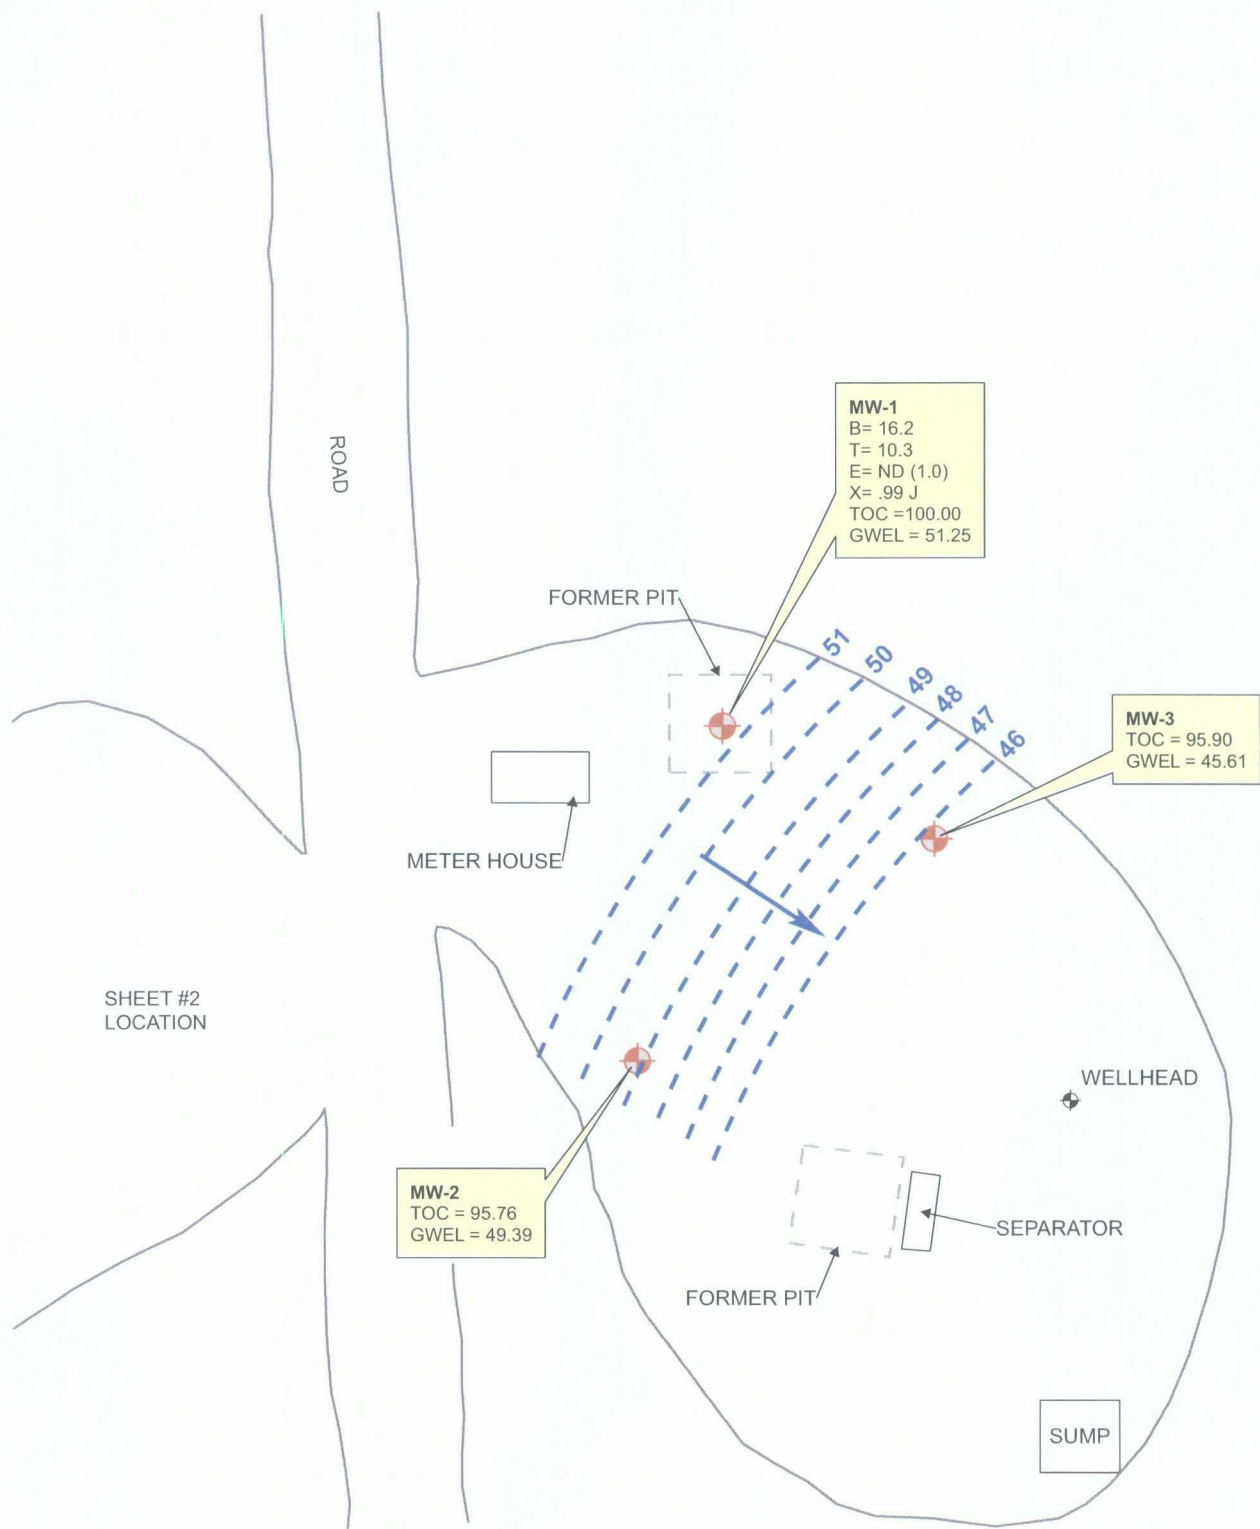 MW-1
B= 16.2
T= 10.3
E= ND (1.0)
X= .99 J
TOC =100.00
GWEL = 51.25
ROAD
FORMER PIT
51
50
49
48
47
46
MW-3
TOC = 95.90
GWEL = 45.61
METER HOUSE
SHEET #2
LOCATION
WELLHEAD
MW-2
TOC = 95.76
GWEL = 49.39
SEPARATOR
FORMER PIT
SUMP